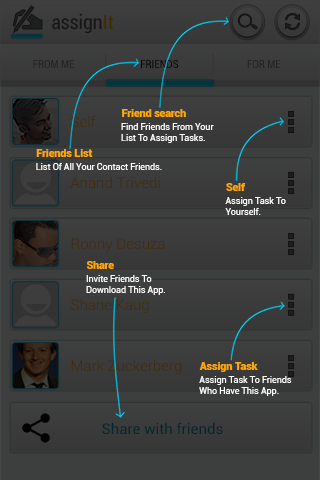 assignIt
FROM ME
FRIENDS
FOR ME
Friend search
Find Friends From Your
List To Assign Tasks.
Self
Friends List
List Of All Your Contact Friends.
Anand Trivedi
Self
Assign Task To
Yourself.
Ronny Desuza
Share
Invite Friends To
Download This App.
Shane Kang
Mark Zuckerberg
Assign Task
Assign Task To Friends
Who Have This App.
Share with friends